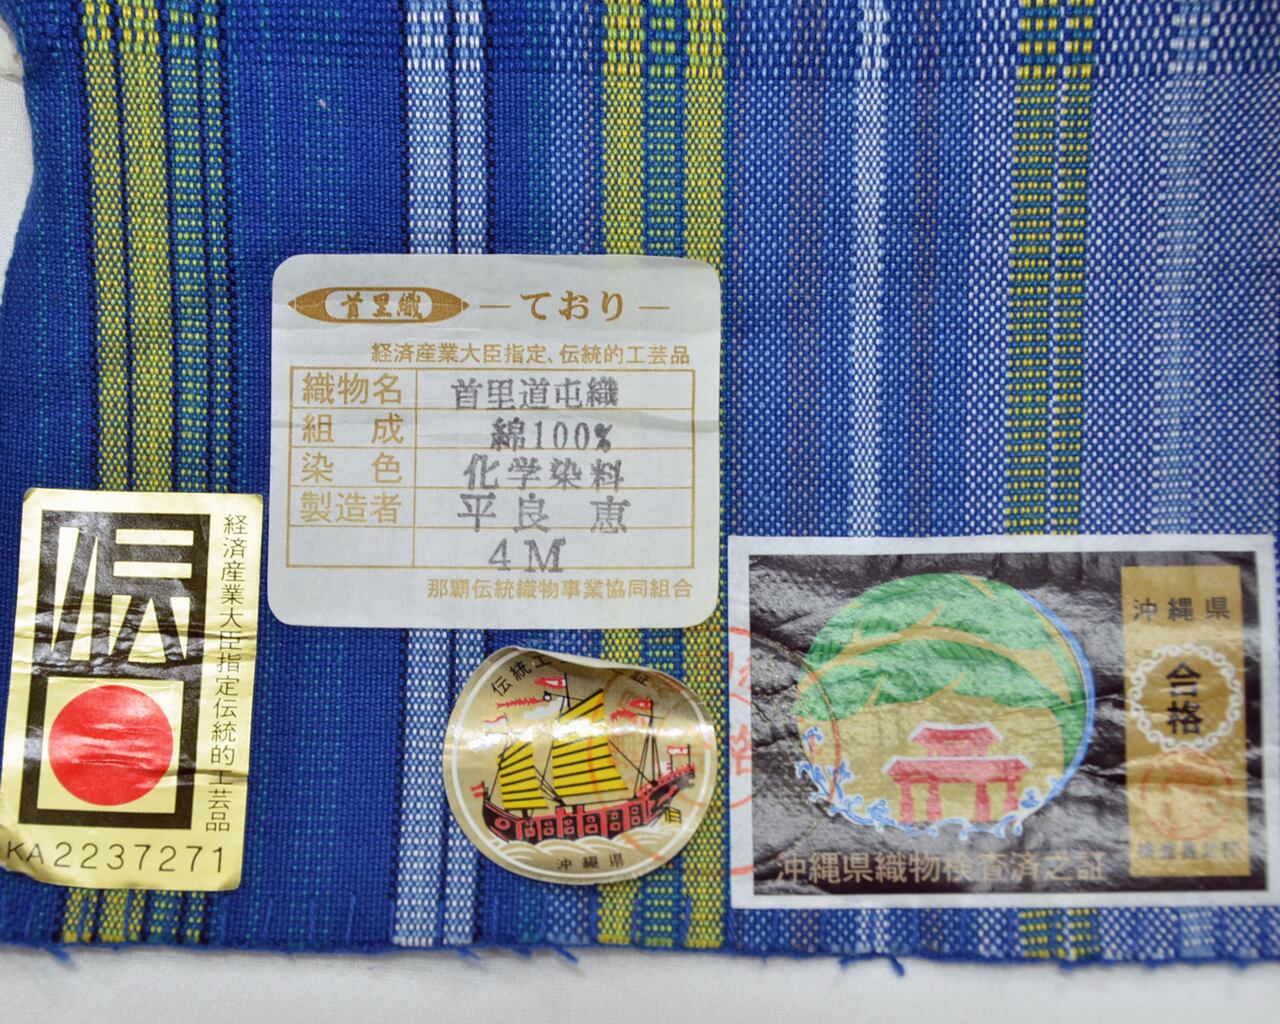 首里織 ーておりー
経済産業大臣指定、伝統的工芸品
織物名 首里道屯織
組 成 綿100%
染 色 化学染料
製造者 平良 恵
4M
那覇伝統織物事業協同組合
伝
経済産業大臣指定伝統的工芸品
KA2237271
伝統工
証
沖縄県
沖縄県
合格
沖縄県織物検査済之証